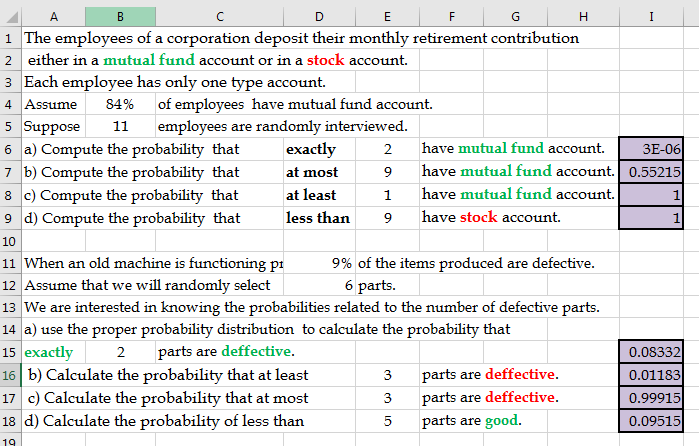 A B C D E F G H I
1 The employees of a corporation deposit their monthly retirement contribution
2 either in a mutual fund account or in a stock account.
3 Each employee has only one type account.
4 Assume 84% of employees have mutual fund account.
5 Suppose 11 employees are randomly interviewed.
6 a) Compute the probability that exactly 2 have mutual fund account. 3E-06
7 b) Compute the probability that at most 9 have mutual fund account. 0.55215
8 c) Compute the probability that at least 1 have mutual fund account. 1
9 d) Compute the probability that less than 9 have stock account. 1
10
11 When an old machine is functioning pr 9% of the items produced are defective.
12 Assume that we will randomly select 6 parts.
13 We are interested in knowing the probabilities related to the number of defective parts.
14 a) use the proper probability distribution to calculate the probability that
15 exactly 2 parts are deffective. 0.08332
16 b) Calculate the probability that at least 3 parts are deffective. 0.01183
17 c) Calculate the probability that at most 3 parts are deffective. 0.99915
18 d) Calculate the probability of less than 5 parts are good. 0.09515
19